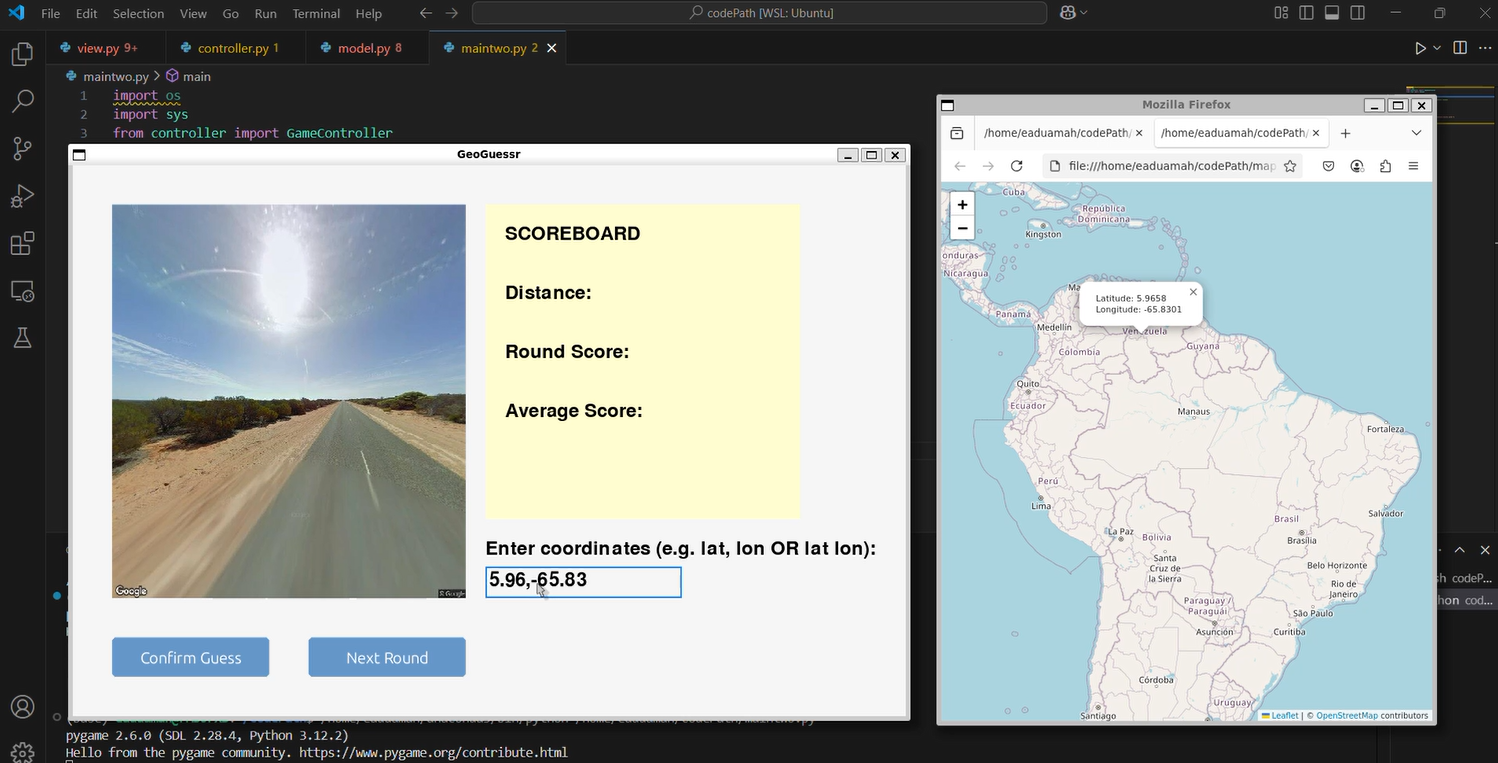 File Edit Selection View Go Run Terminal Help
codePath [WSL: Ubuntu]
view.py 9+
controller.py 1
model.py 8
maintwo.py 2
maintwo.py > main
1 import os
2 import sys
3 from controller import GameController
GeoGuessr
SCOREBOARD
Distance:
Round Score:
Average Score:
Enter coordinates (e.g. lat, lon OR lat lon):
5.96,-65.83
Google
© Google
Confirm Guess
Next Round
Mozilla Firefox
/home/eaduamah/codePath/
/home/eaduamah/codePath/
file:///home/eaduamah/codePath/map
+
−
Cuba
República
Dominicana
Kingston
onduras
Nicaragua
Latitude: 5.9658
Longitude: -65.8301
Panamá
Medellín
Venezuela
Guyana
Colombia
Quito
Ecuador
Manaus
Fortaleza
Perú
Lima
Salvador
La Paz
Bolivia
Brasil
Brasília
Santa
Cruz de
la Sierra
Belo Horizonte
Rio de
Janeiro
Paraguay /
Paraguái
São Paulo
Asunción
Curitiba
Córdoba
Uruguay
Santiago
Leaflet | © OpenStreetMap contributors
sh codeP...
hon cod...
pygame 2.6.0 (SDL 2.28.4, Python 3.12.2)
Hello from the pygame community. https://www.pygame.org/contribute.html